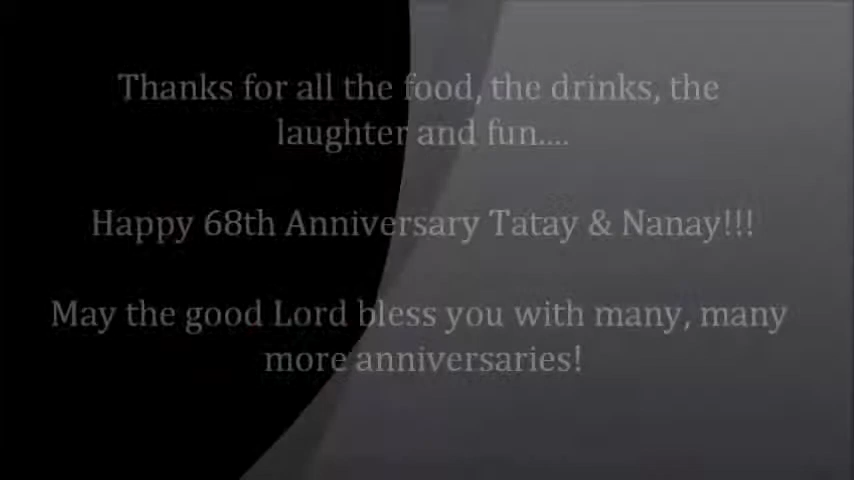 Thanks for all the food, the drinks, the
laughter and fun....
Happy 68th Anniversary Tatay & Nanay!!!
May the good Lord bless you with many, many
more anniversaries!